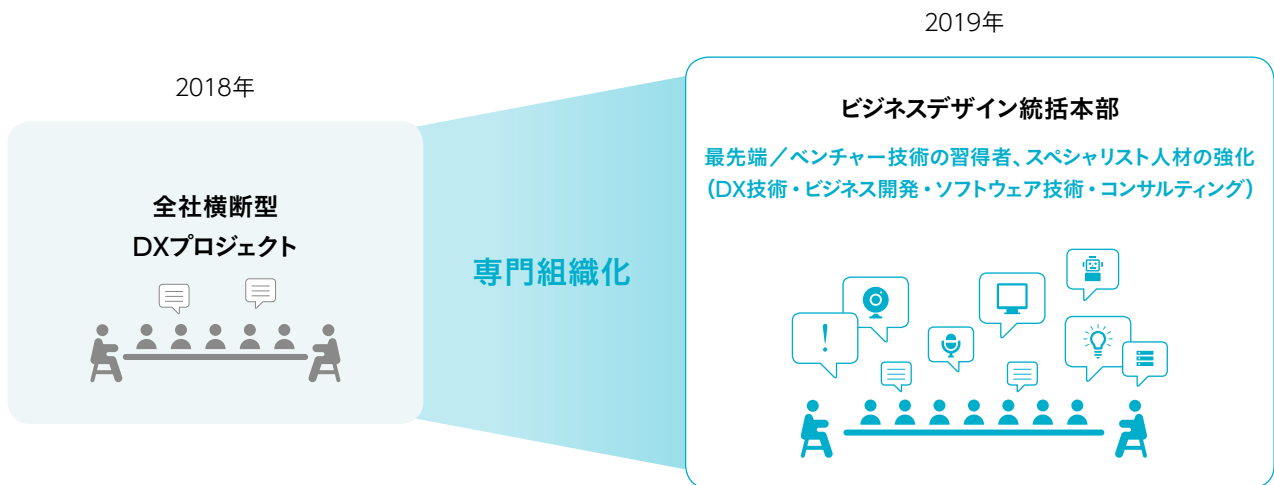 2018年
全社横断型
DXプロジェクト
専門組織化
2019年
ビジネスデザイン統括本部
最先端／ベンチャー技術の習得者、スペシャリスト人材の強化
（DX技術・ビジネス開発・ソフトウェア技術・コンサルティング）
!